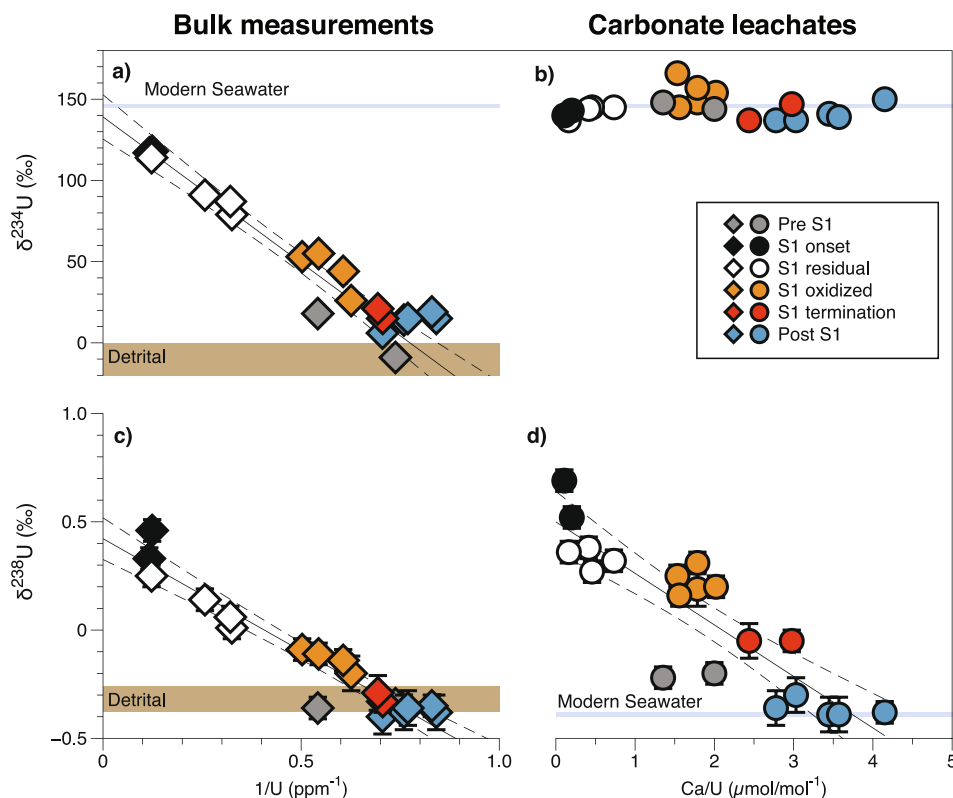 Bulk measurements
Carbonate leachates
a)
Modern Seawater
150
100
50
0
δ²³⁴U (‰)
Detrital
b)
Pre S1
S1 onset
S1 residual
S1 oxidized
S1 termination
Post S1
c)
1.0
0.5
0
−0.5
δ²³⁸U (‰)
Detrital
0
0.5
1.0
1/U (ppm⁻¹)
d)
Modern Seawater
0
1
2
3
4
5
Ca/U (μmol/mol⁻¹)